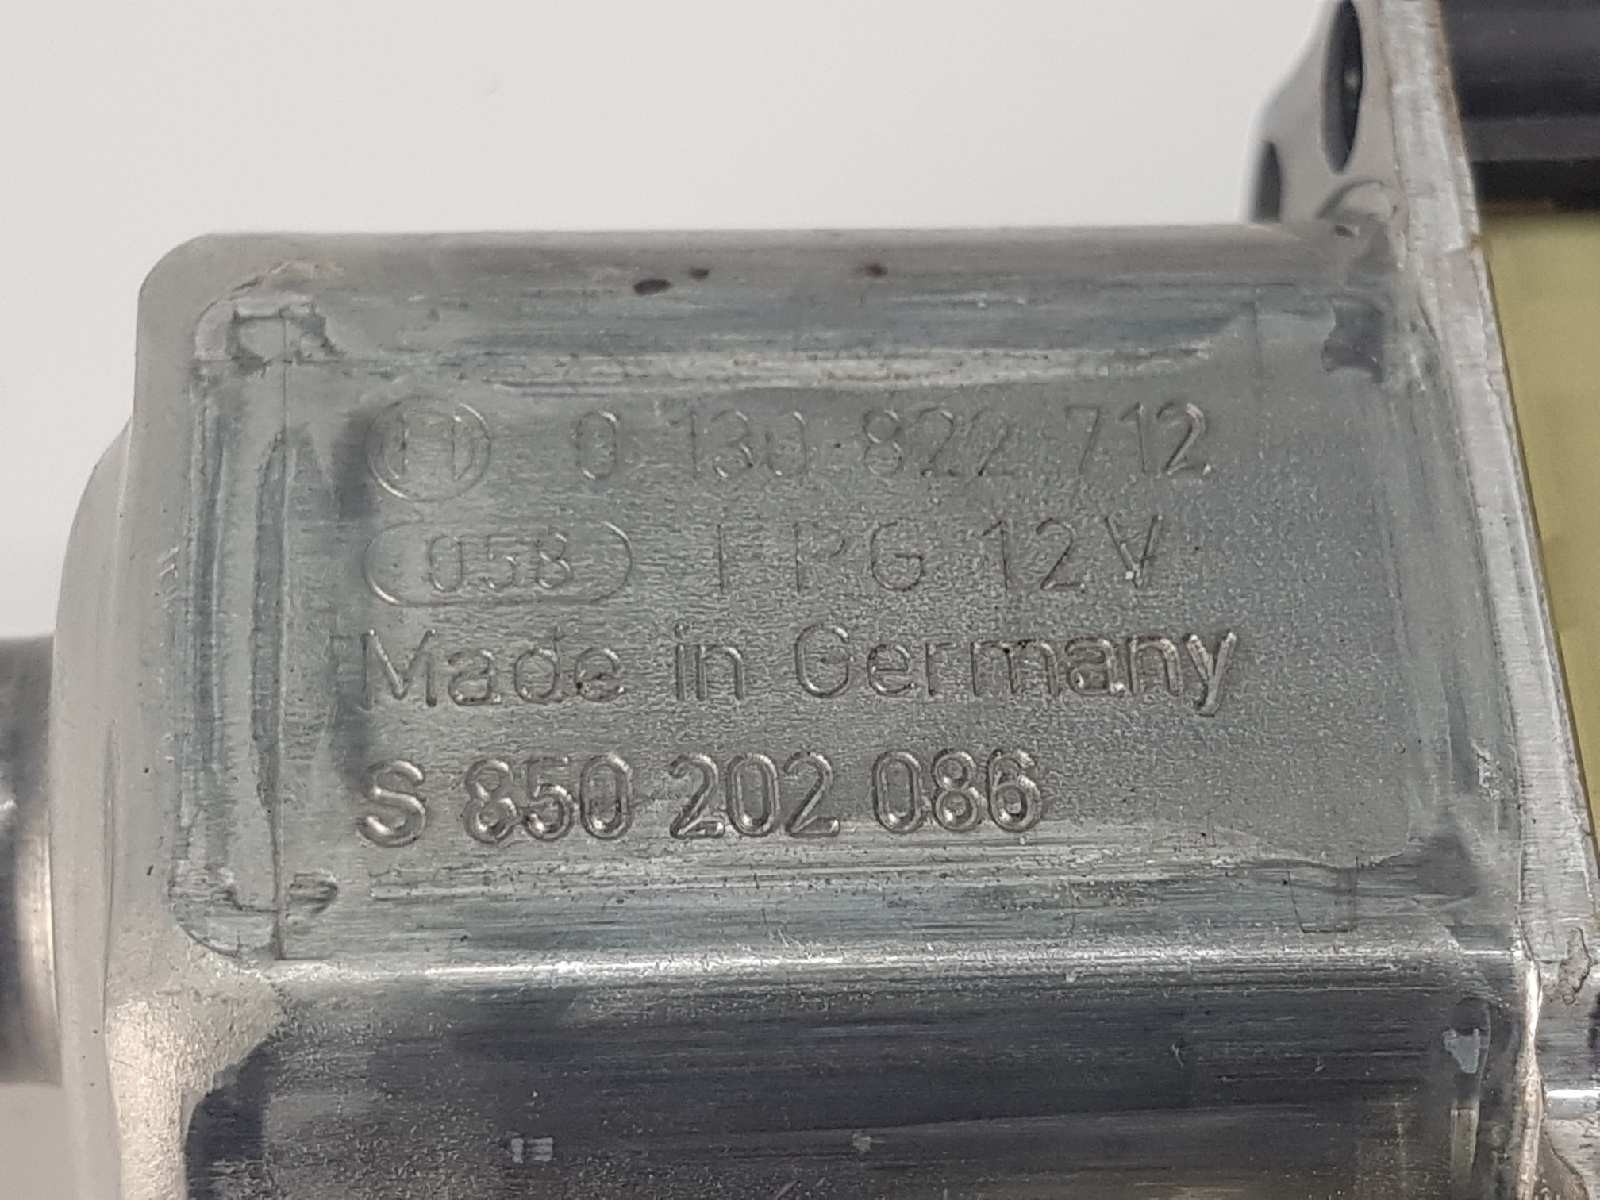 0 130 822 712
058 FPG 12V
Made in Germany
S 850 202 086